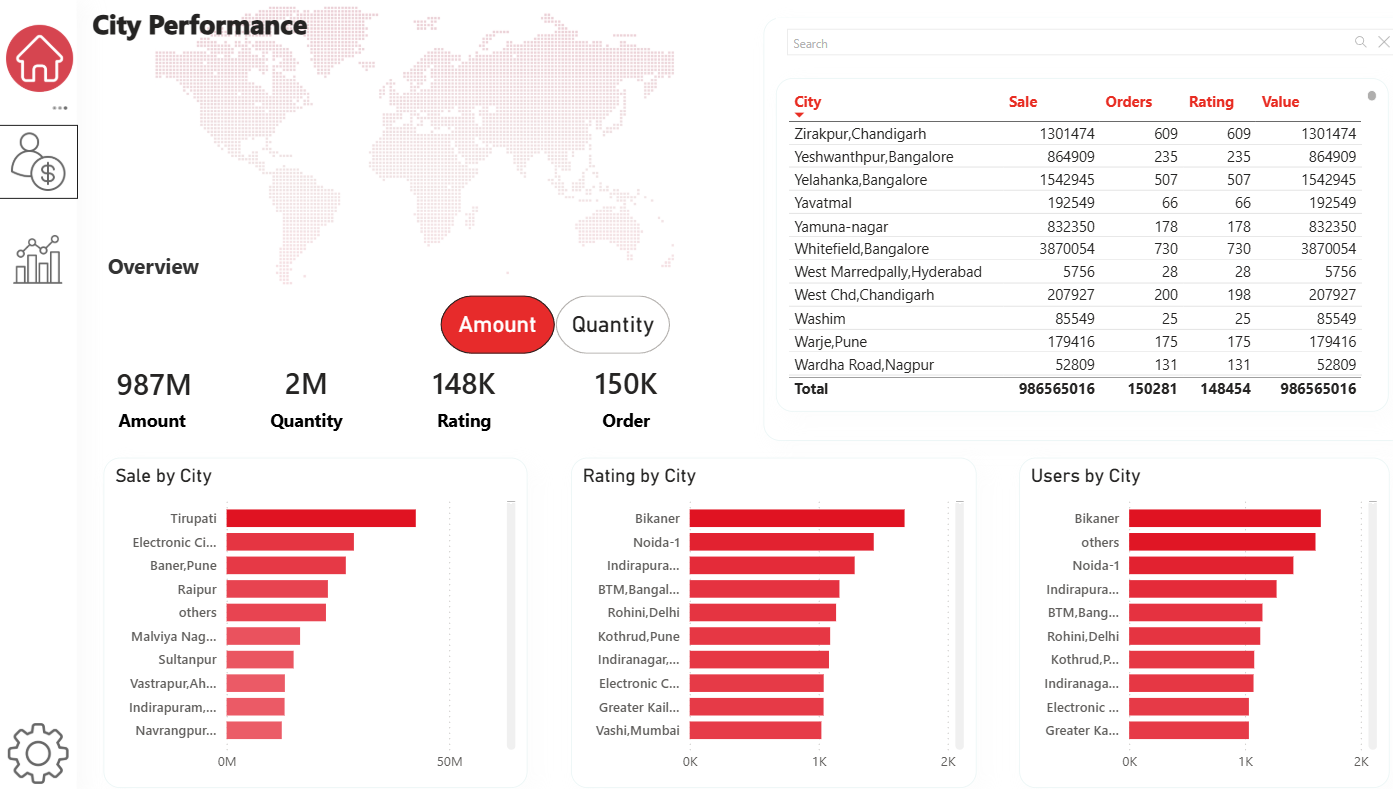 City Performance
Search
City Sale Orders Rating Value
Zirakpur,Chandigarh 1301474 609 609 1301474
Yeshwanthpur,Bangalore 864909 235 235 864909
Yelahanka,Bangalore 1542945 507 507 1542945
Yavatmal 192549 66 66 192549
Yamuna-nagar 832350 178 178 832350
Whitefield,Bangalore 3870054 730 730 3870054
West Marredpally,Hyderabad 5756 28 28 5756
West Chd,Chandigarh 207927 200 198 207927
Washim 85549 25 25 85549
Warje,Pune 179416 175 175 179416
Wardha Road,Nagpur 52809 131 131 52809
Total 986565016 150281 148454 986565016
Overview
Amount Quantity
987M 2M 148K 150K
Amount Quantity Rating Order
Sale by City
Tirupati
Electronic Ci...
Baner,Pune
Raipur
others
Malviya Nag...
Sultanpur
Vastrapur,Ah...
Indirapuram,...
Navrangpur...
0M 50M
Rating by City
Bikaner
Noida-1
Indirapura...
BTM,Bangal...
Rohini,Delhi
Kothrud,Pune
Indiranagar,...
Electronic C...
Greater Kail...
Vashi,Mumbai
0K 1K 2K
Users by City
Bikaner
others
Noida-1
Indirapura...
BTM,Bang...
Rohini,Delhi
Kothrud,P...
Indiranaga...
Electronic ...
Greater Ka...
0K 1K 2K